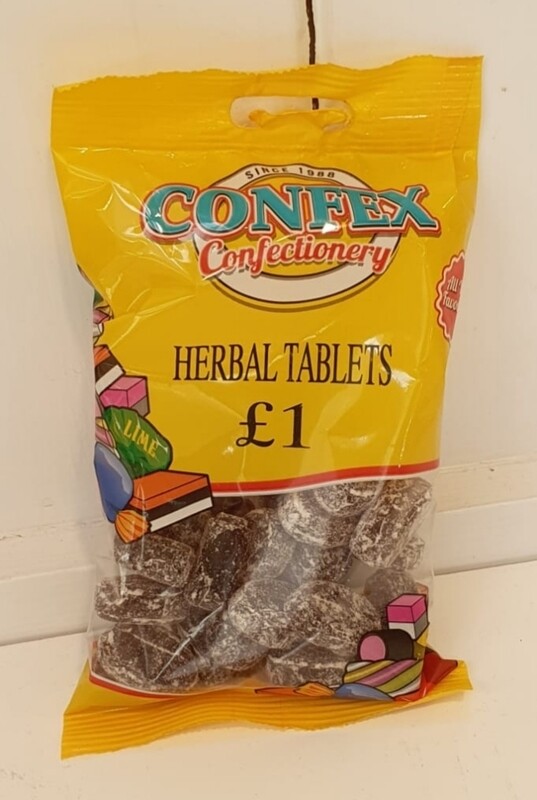 SINCE 1988
CONFEX
Confectionery
HERBAL TABLETS
£1
LIME